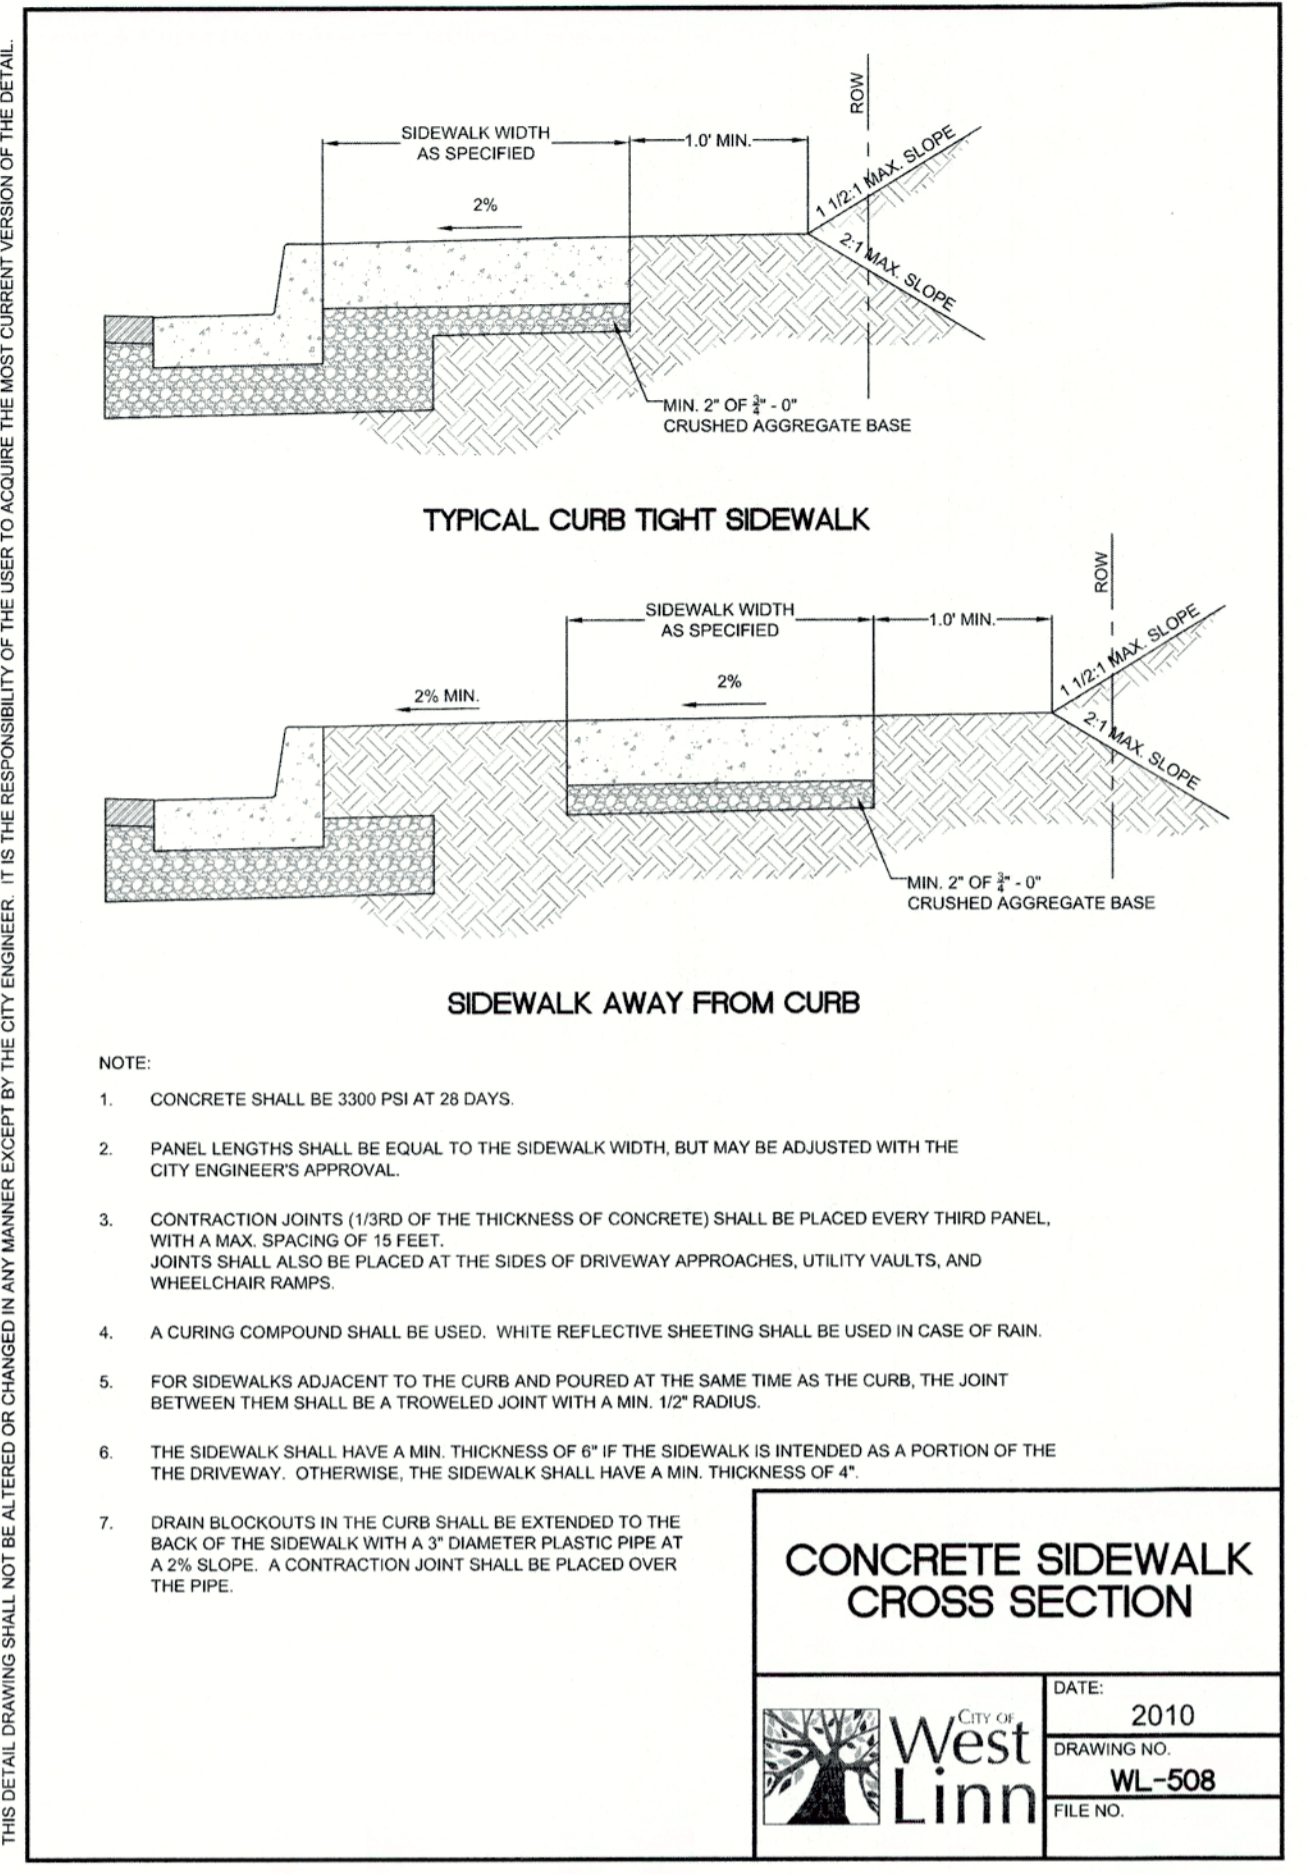 THIS DETAIL DRAWING SHALL NOT BE ALTERED OR CHANGED IN ANY MANNER EXCEPT BY THE CITY ENGINEER. IT IS THE RESPONSIBILITY OF THE USER TO ACQUIRE THE MOST CURRENT VERSION OF THE DETAIL.
ROW
SIDEWALK WIDTH
AS SPECIFIED
1.0' MIN.
1 1/2:1 MAX. SLOPE
2%
2:1 MAX. SLOPE
MIN. 2" OF 3/4" - 0"
CRUSHED AGGREGATE BASE
TYPICAL CURB TIGHT SIDEWALK
ROW
SIDEWALK WIDTH
AS SPECIFIED
1.0' MIN.
1 1/2:1 MAX. SLOPE
2% MIN.
2%
2:1 MAX. SLOPE
MIN. 2" OF 3/4" - 0"
CRUSHED AGGREGATE BASE
SIDEWALK AWAY FROM CURB
NOTE:
1. CONCRETE SHALL BE 3300 PSI AT 28 DAYS.
2. PANEL LENGTHS SHALL BE EQUAL TO THE SIDEWALK WIDTH, BUT MAY BE ADJUSTED WITH THE
CITY ENGINEER'S APPROVAL.
3. CONTRACTION JOINTS (1/3RD OF THE THICKNESS OF CONCRETE) SHALL BE PLACED EVERY THIRD PANEL,
WITH A MAX. SPACING OF 15 FEET.
JOINTS SHALL ALSO BE PLACED AT THE SIDES OF DRIVEWAY APPROACHES, UTILITY VAULTS, AND
WHEELCHAIR RAMPS.
4. A CURING COMPOUND SHALL BE USED. WHITE REFLECTIVE SHEETING SHALL BE USED IN CASE OF RAIN.
5. FOR SIDEWALKS ADJACENT TO THE CURB AND POURED AT THE SAME TIME AS THE CURB, THE JOINT
BETWEEN THEM SHALL BE A TROWELED JOINT WITH A MIN. 1/2" RADIUS.
6. THE SIDEWALK SHALL HAVE A MIN. THICKNESS OF 6" IF THE SIDEWALK IS INTENDED AS A PORTION OF THE
THE DRIVEWAY. OTHERWISE, THE SIDEWALK SHALL HAVE A MIN. THICKNESS OF 4".
7. DRAIN BLOCKOUTS IN THE CURB SHALL BE EXTENDED TO THE
BACK OF THE SIDEWALK WITH A 3" DIAMETER PLASTIC PIPE AT
A 2% SLOPE. A CONTRACTION JOINT SHALL BE PLACED OVER
THE PIPE.
CONCRETE SIDEWALK
CROSS SECTION
CITY OF
West
Linn
DATE:
2010
DRAWING NO.
WL-508
FILE NO.